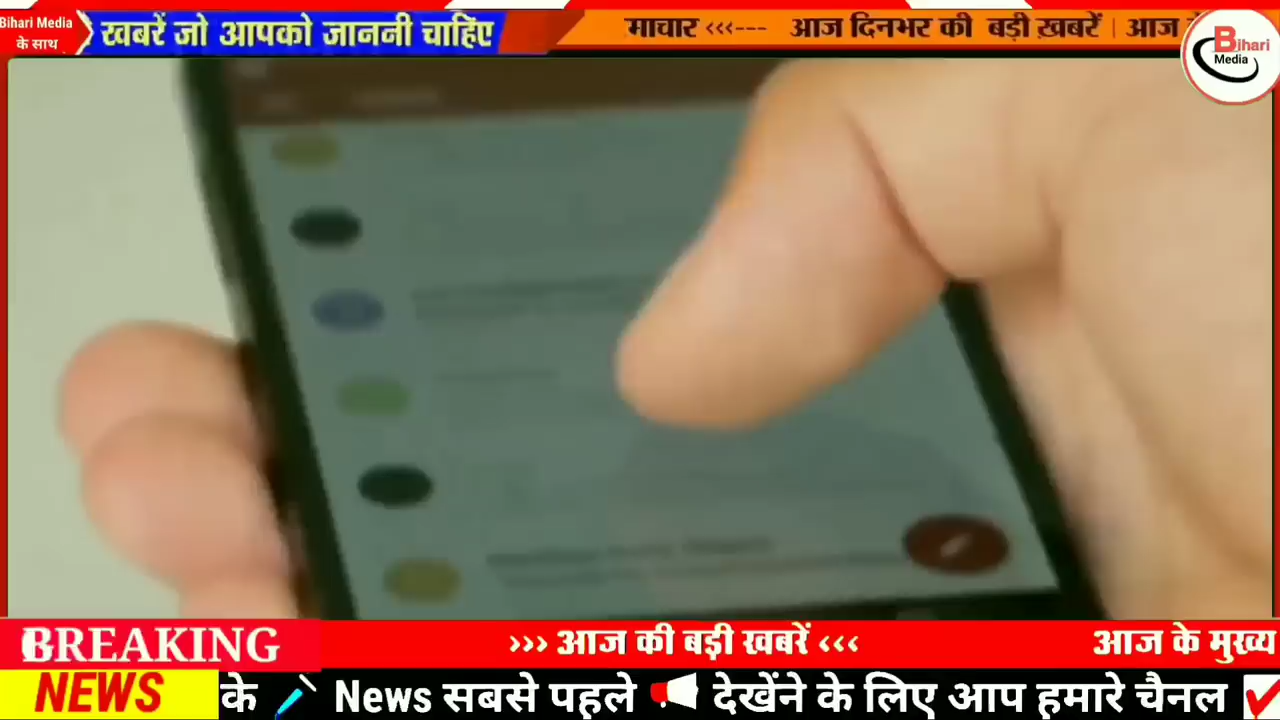 Bihari Media
के साथ
खबरें जो आपको जाननी चाहिए
माचार <<<--- आज दिनभर की बड़ी ख़बरें | आज
Bihari
Media
BREAKING
>>> आज की बड़ी खबरें <<<
आज के मुख्य
NEWS
के News सबसे पहले देखेंने के लिए आप हमारे चैनल